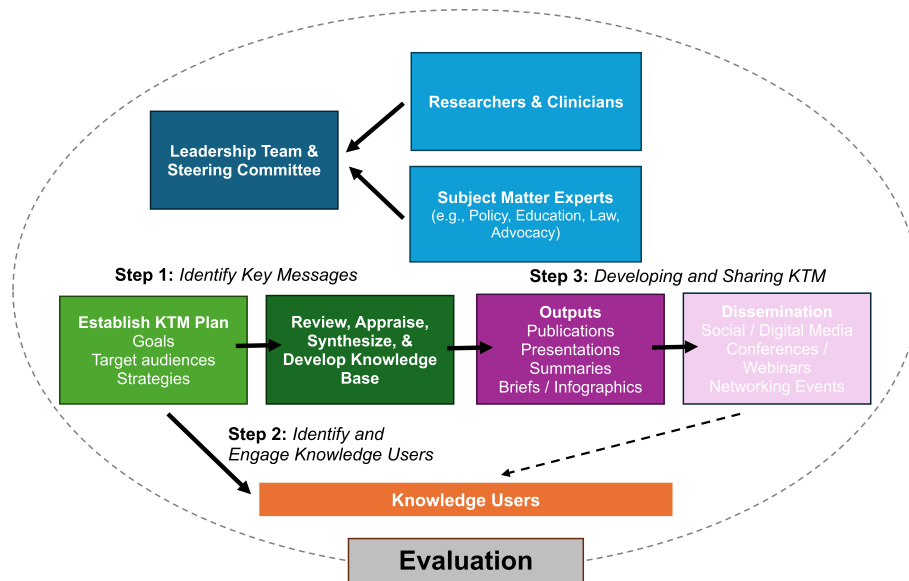 Researchers & Clinicians
Leadership Team &
Steering Committee
Subject Matter Experts
(e.g., Policy, Education, Law,
Advocacy)
Step 1: Identify Key Messages
Step 3: Developing and Sharing KTM
Establish KTM Plan
Goals
Target audiences
Strategies
Review, Appraise,
Synthesize, &
Develop Knowledge
Base
Outputs
Publications
Presentations
Summaries
Briefs / Infographics
Dissemination
Social / Digital Media
Conferences /
Webinars
Networking Events
Step 2: Identify and
Engage Knowledge Users
Knowledge Users
Evaluation